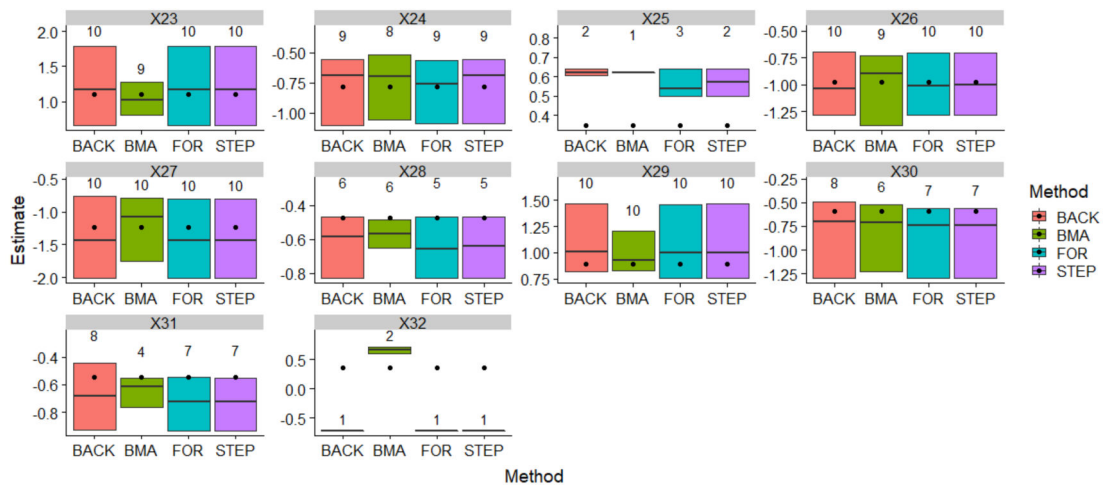 X23 X24 X25 X26
10 9 10 10
9 8 9 9
2 1 3 2
10 9 10 10
2.0
1.5
1.0
-0.50
-0.75
-1.00
0.8
0.7
0.6
0.5
0.4
-0.50
-0.75
-1.00
-1.25
BACK BMA FOR STEP BACK BMA FOR STEP BACK BMA FOR STEP BACK BMA FOR STEP
X27 X28 X29 X30
10 10 10 10
6 6 5 5
10 10 10 10
8 6 7 7
-0.5
-1.0
-1.5
-2.0
-0.4
-0.6
-0.8
1.50
1.25
1.00
0.75
-0.25
-0.50
-0.75
-1.00
-1.25
BACK BMA FOR STEP BACK BMA FOR STEP BACK BMA FOR STEP BACK BMA FOR STEP
X31 X32
8 4 7 7
1 2 1 1
-0.4
-0.6
-0.8
0.5
0.0
-0.5
BACK BMA FOR STEP BACK BMA FOR STEP
Estimate
Method
Method
BACK
BMA
FOR
STEP